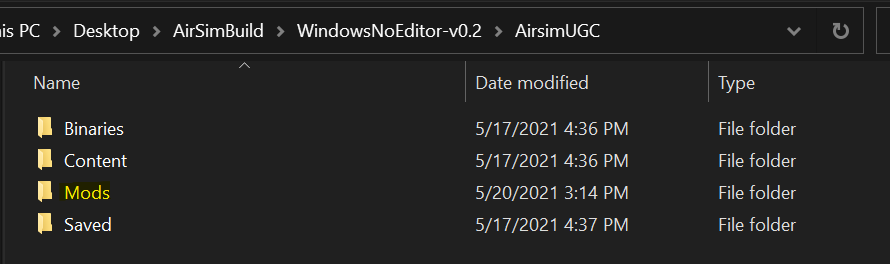 is PC > Desktop > AirSimBuild > WindowsNoEditor-v0.2 > AirsimUGC
Name Date modified Type
Binaries 5/17/2021 4:36 PM File folder
Content 5/17/2021 4:36 PM File folder
Mods 5/20/2021 3:14 PM File folder
Saved 5/17/2021 4:37 PM File folder